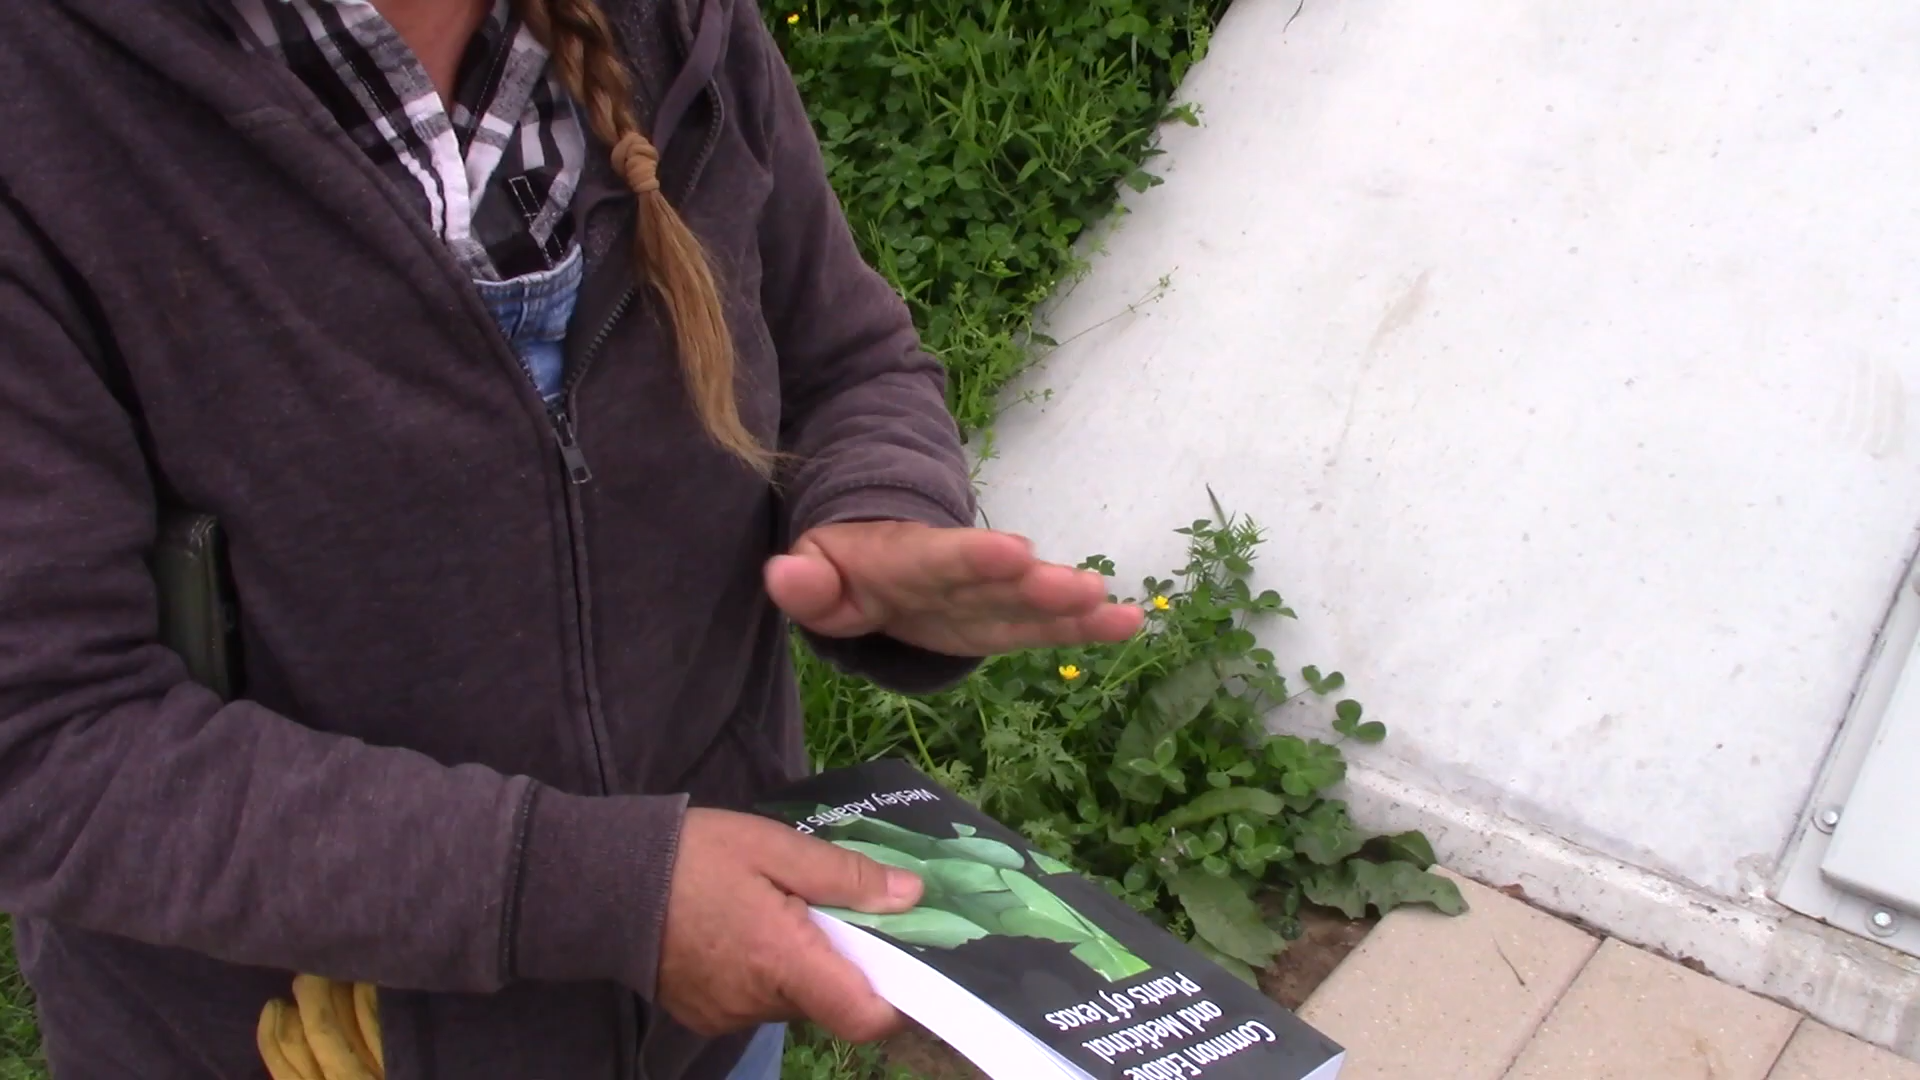 Common Edible
and Medicinal
Plants of Texas
Wesley Adams